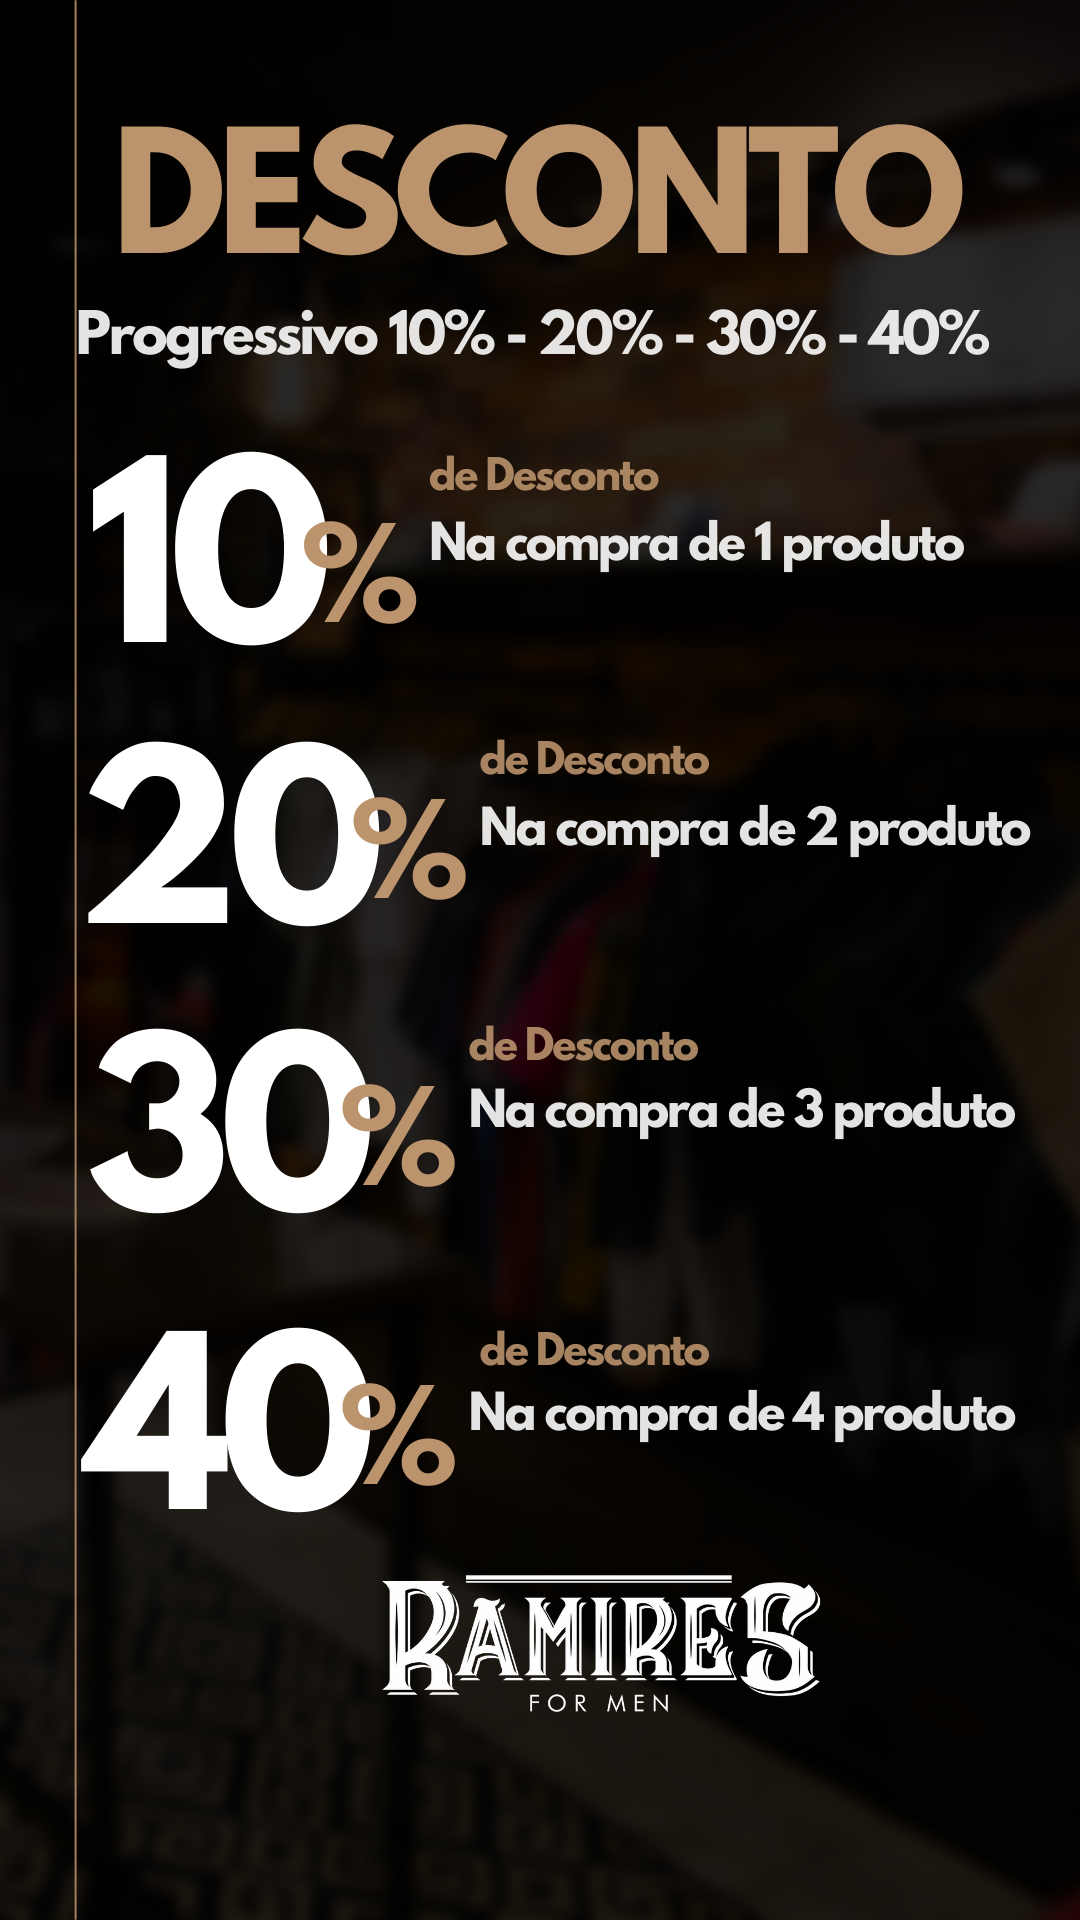 DESCONTO
Progressivo 10% - 20% - 30% - 40%
10%
de Desconto
Na compra de 1 produto
20%
de Desconto
Na compra de 2 produto
30%
de Desconto
Na compra de 3 produto
40%
de Desconto
Na compra de 4 produto
RAMIRES
FOR MEN